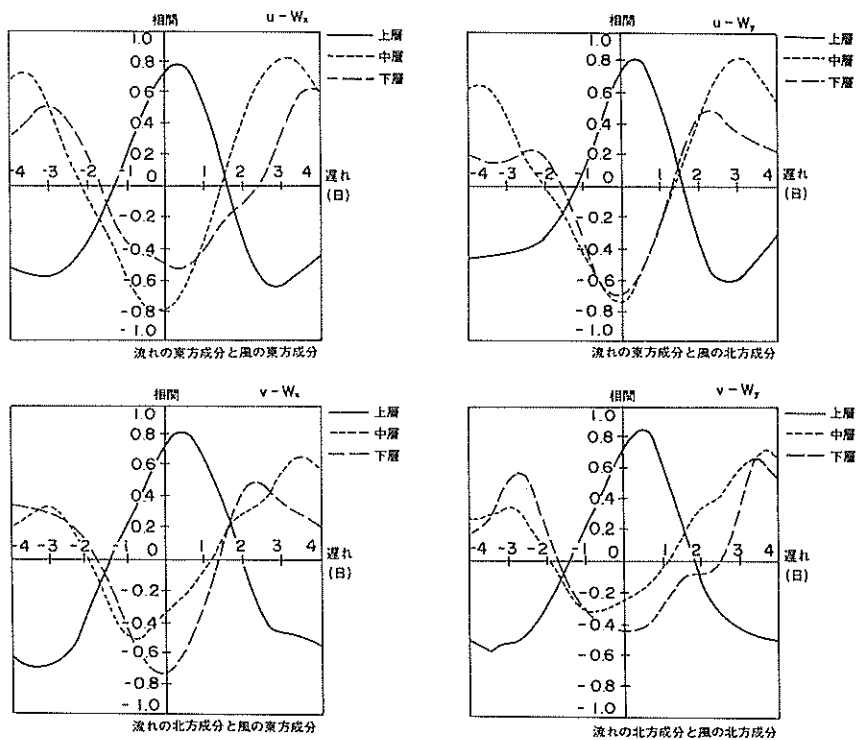 相関 u-Wx
上層
中層
下層
1.0
0.8
0.6
0.4
0.2
0
-0.2
-0.4
-0.6
-0.8
-1.0
-4 -3 -2 -1 1 2 3 4
遅れ
(日)
流れの東方成分と風の東方成分
相関 u-Wy
上層
中層
下層
1.0
0.8
0.6
0.4
0.2
0
-0.2
-0.4
-0.6
-0.8
-1.0
-4 -3 -2 -1 1 2 3 4
遅れ
(日)
流れの東方成分と風の北方成分
相関 v-Wx
上層
中層
下層
1.0
0.8
0.6
0.4
0.2
0
-0.2
-0.4
-0.6
-0.8
-1.0
-4 -3 -2 -1 1 2 3 4
遅れ
(日)
流れの北方成分と風の東方成分
相関 v-Wy
上層
中層
下層
1.0
0.8
0.6
0.4
0.2
0
-0.2
-0.4
-0.6
-0.8
-1.0
-4 -3 -2 -1 1 2 3 4
遅れ
(日)
流れの北方成分と風の北方成分